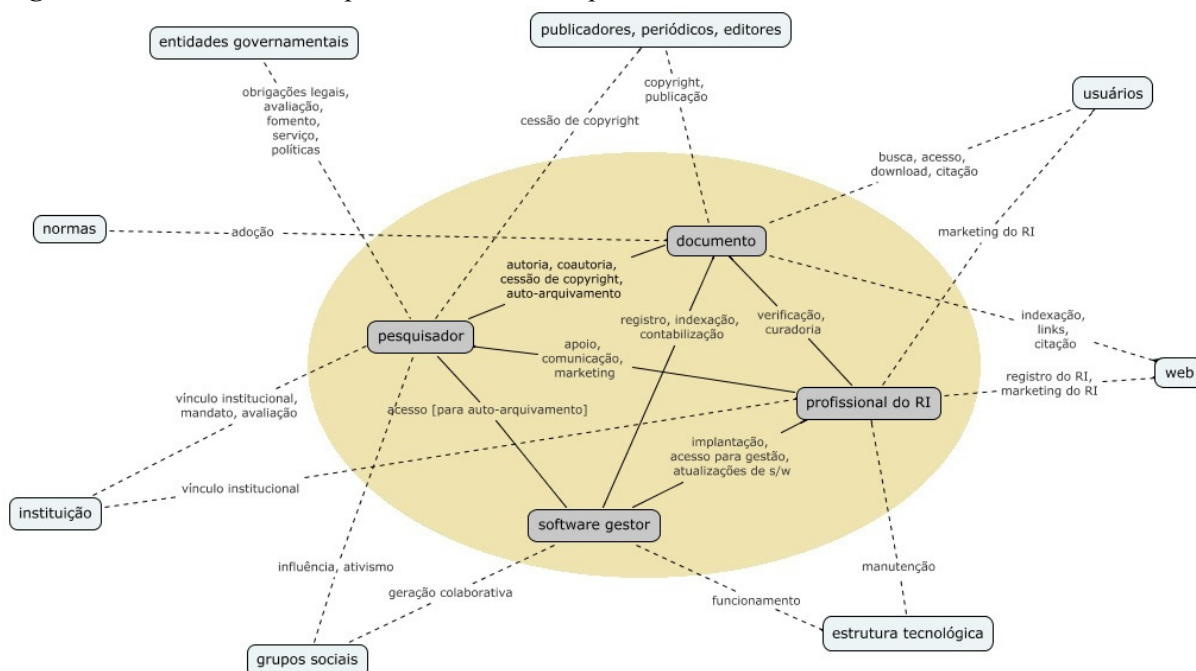 publicadores, periódicos, editores
entidades governamentais
obrigações legais,
avaliação,
fomento,
serviço,
políticas
copyright,
publicação
cessão de copyright
usuários
busca, acesso,
download, citação
normas
adoção
documento
marketing do RI
autoria, coautoria,
cessão de copyright,
auto-arquivamento
registro, indexação,
contabilização
verificação,
curadoria
indexação,
links,
citação
pesquisador
apoio,
comunicação,
marketing
web
registro do RI,
marketing do RI
vínculo institucional,
mandato, avaliação
acesso [para auto-arquivamento]
profissional do RI
implantação,
acesso para gestão,
atualizações de s/w
vínculo institucional
instituição
software gestor
influência, ativismo
geração colaborativa
manutenção
funcionamento
estrutura tecnológica
grupos sociais